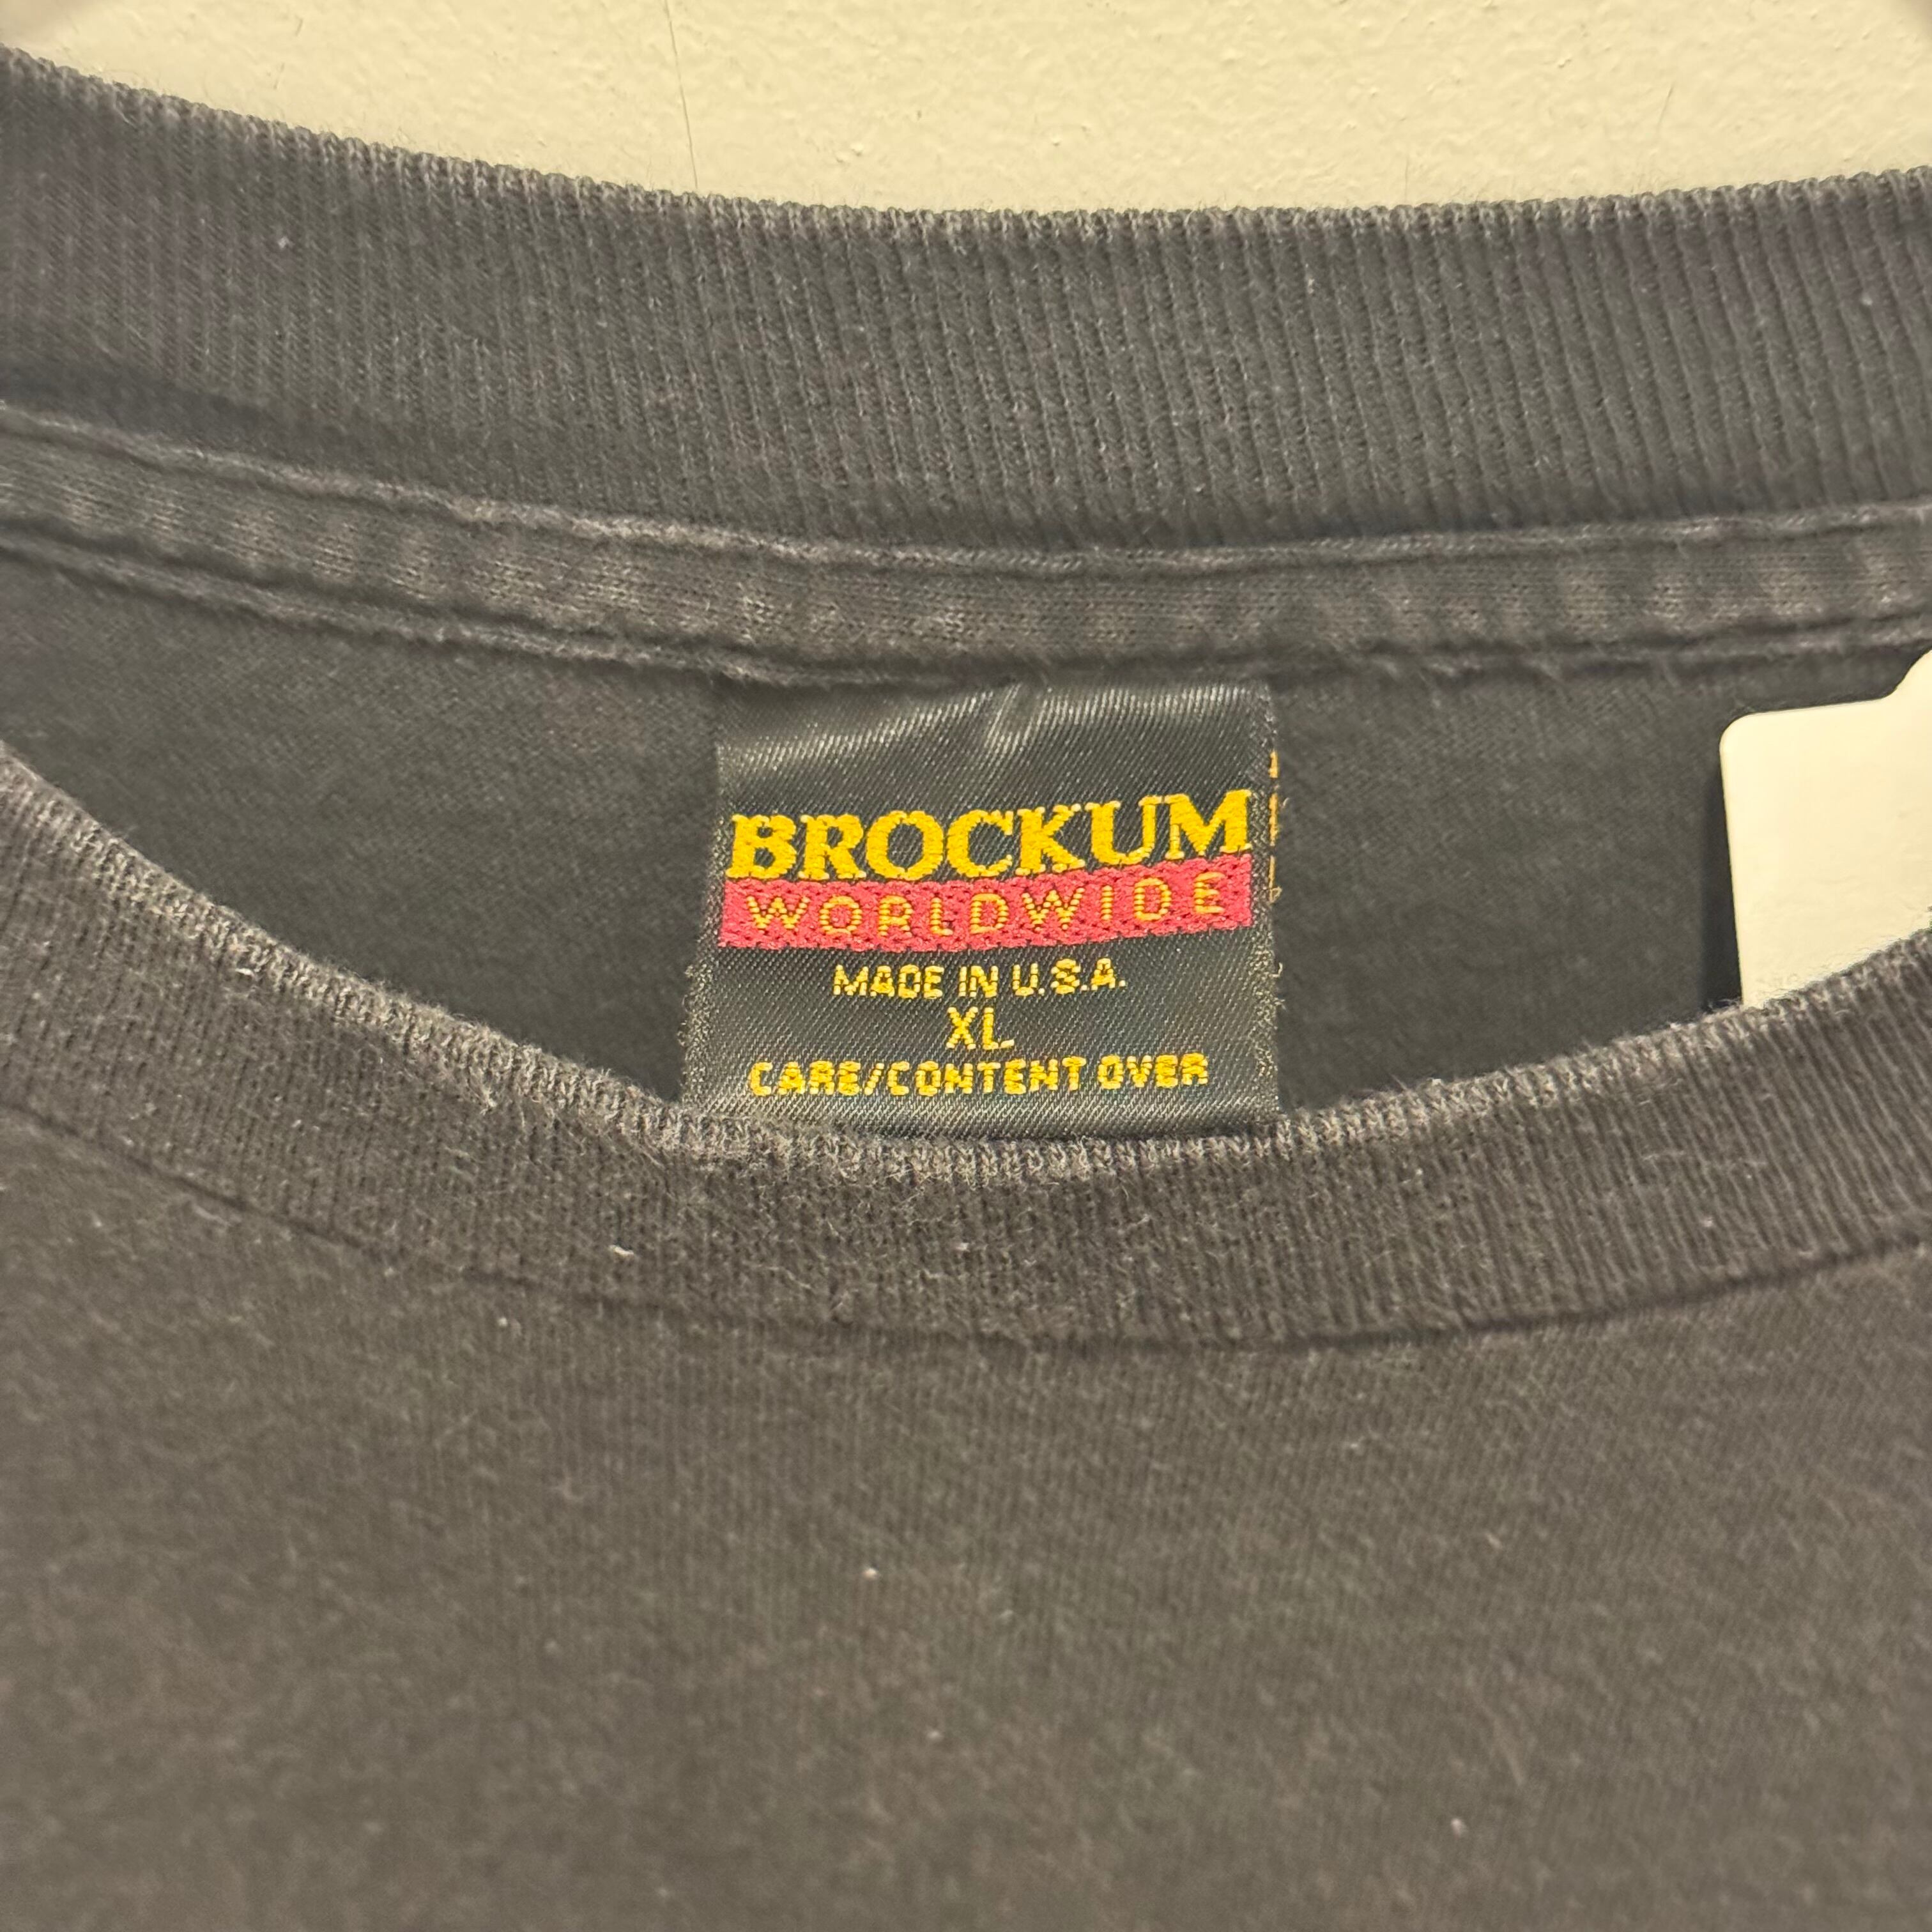 BROCKUM
WORLDWIDE
MADE IN U.S.A.
XL
CARE/CONTENT OVER